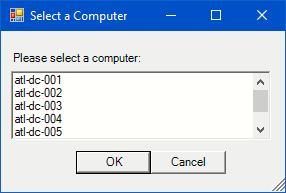 Select a Computer
Please select a computer:
atl-dc-001
atl-dc-002
atl-dc-003
atl-dc-004
atl-dc-005
OK Cancel